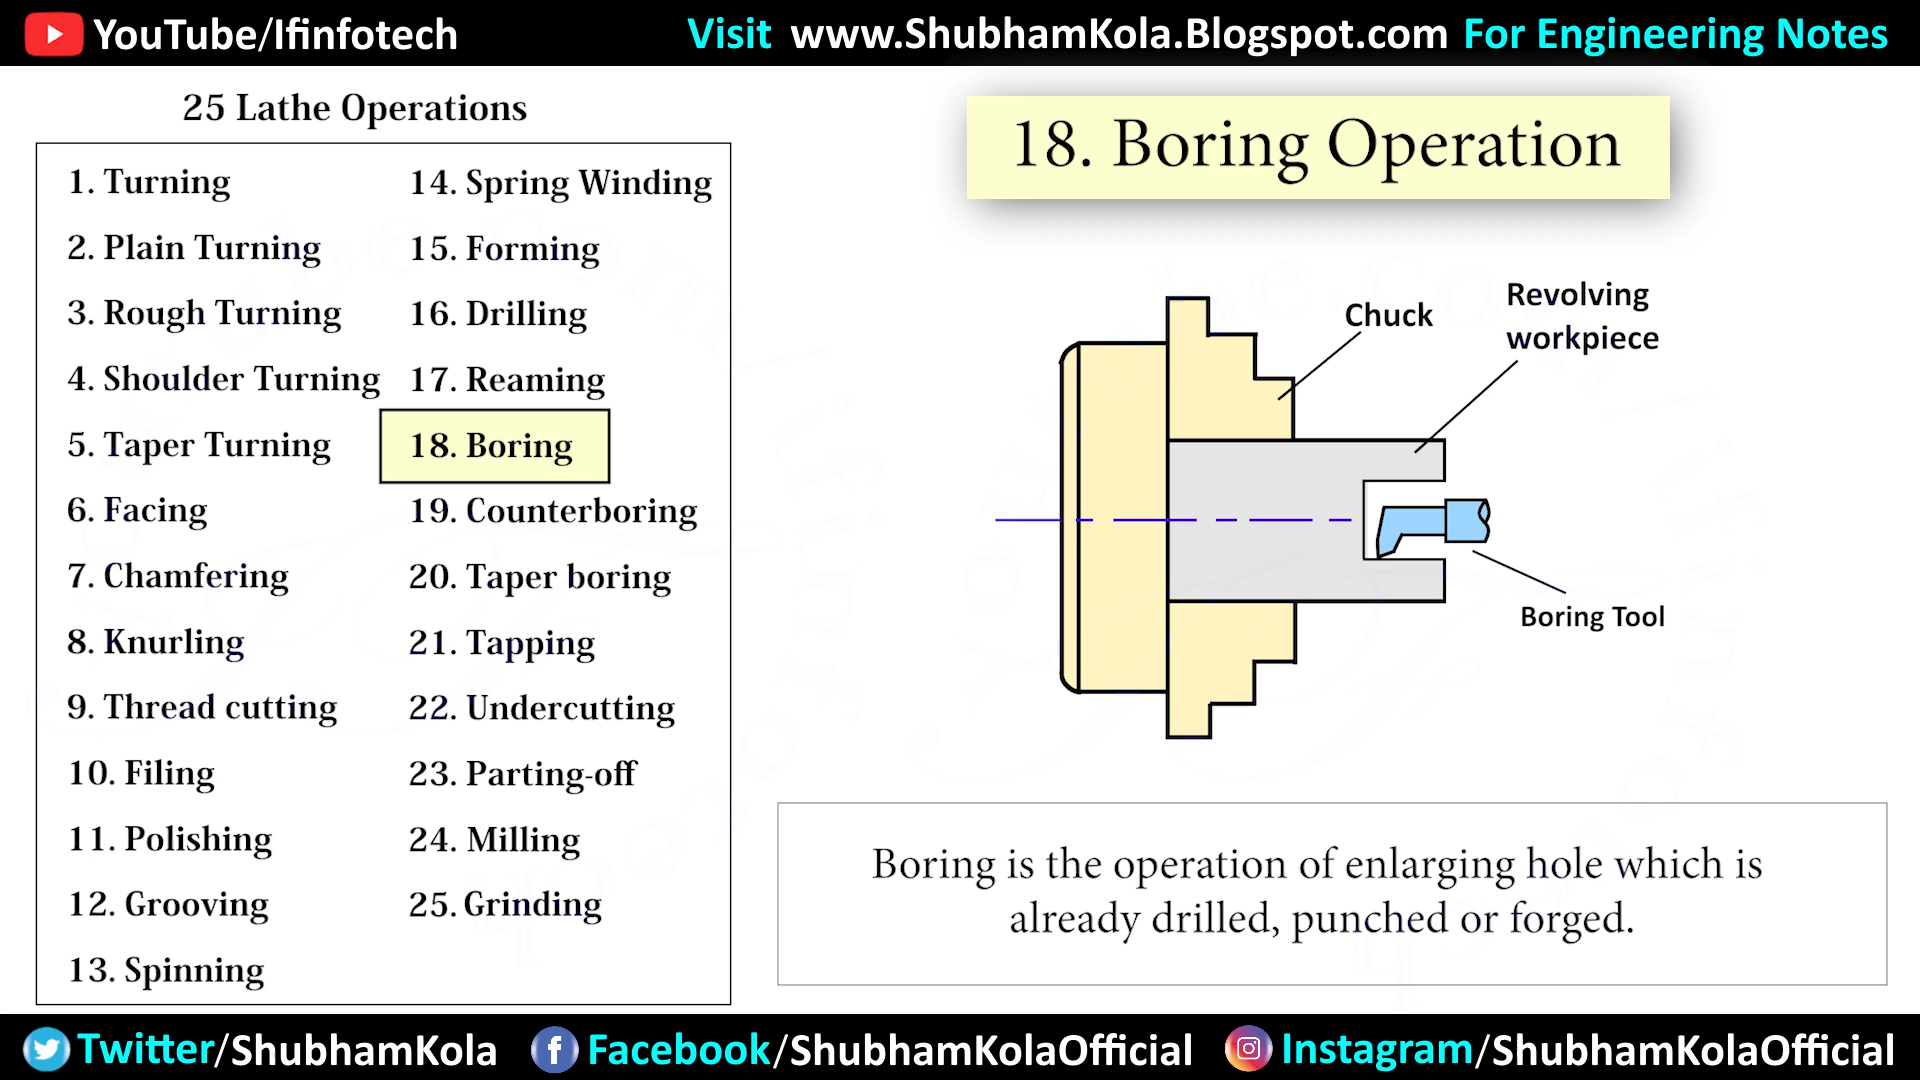 YouTube/Ifinfotech
Visit www.ShubhamKola.Blogspot.com For Engineering Notes
25 Lathe Operations
1. Turning
2. Plain Turning
3. Rough Turning
4. Shoulder Turning
5. Taper Turning
6. Facing
7. Chamfering
8. Knurling
9. Thread cutting
10. Filing
11. Polishing
12. Grooving
13. Spinning
14. Spring Winding
15. Forming
16. Drilling
17. Reaming
18. Boring
19. Counterboring
20. Taper boring
21. Tapping
22. Undercutting
23. Parting-off
24. Milling
25. Grinding
18. Boring Operation
Chuck
Revolving
workpiece
Boring Tool
Boring is the operation of enlarging hole which is
already drilled, punched or forged.
Twitter/ShubhamKola
Facebook/ShubhamKolaOfficial
Instagram/ShubhamKolaOfficial